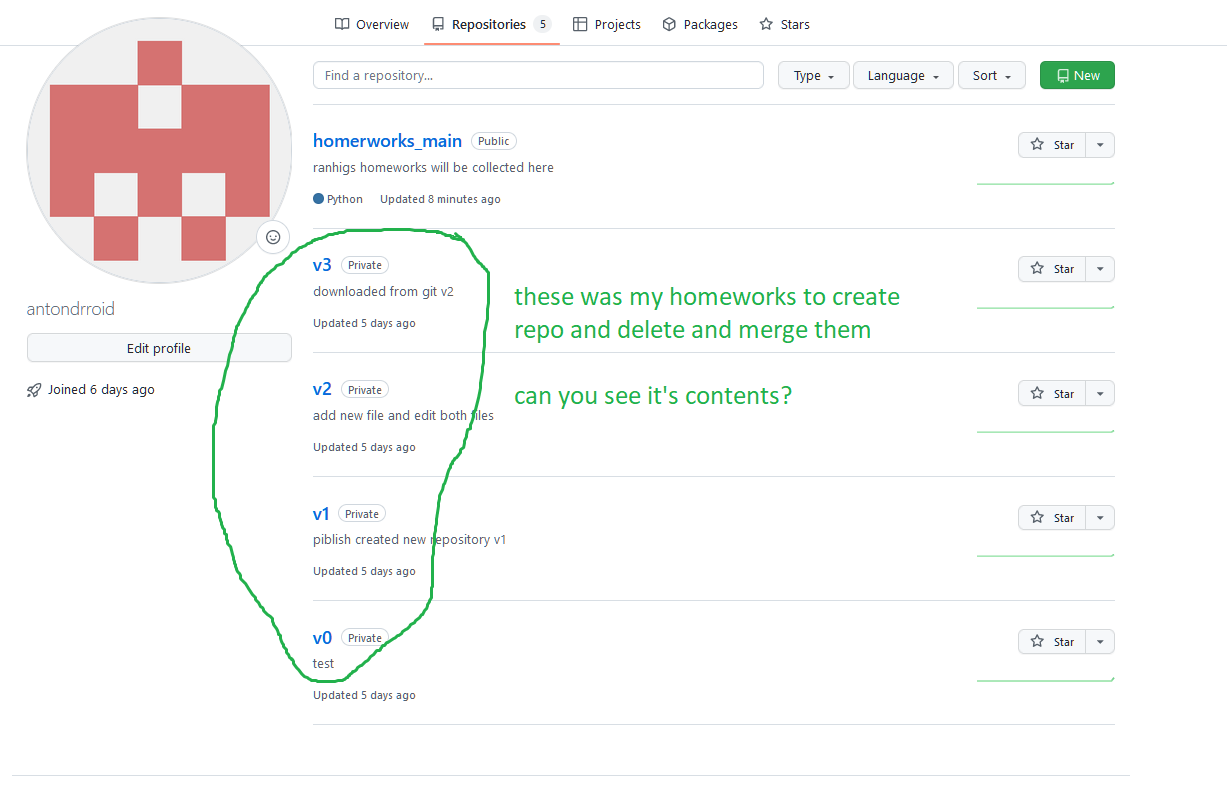 Overview Repositories 5 Projects Packages Stars
Find a repository... Type Language Sort New
homerworks_main Public Star
ranhigs homeworks will be collected here
Python Updated 8 minutes ago
v3 Private Star
downloaded from git v2
Updated 5 days ago
these was my homeworks to create
repo and delete and merge them
antondrroid
Edit profile
Joined 6 days ago
v2 Private Star
add new file and edit both files
Updated 5 days ago
can you see it's contents?
v1 Private Star
piblish created new repository v1
Updated 5 days ago
v0 Private Star
test
Updated 5 days ago